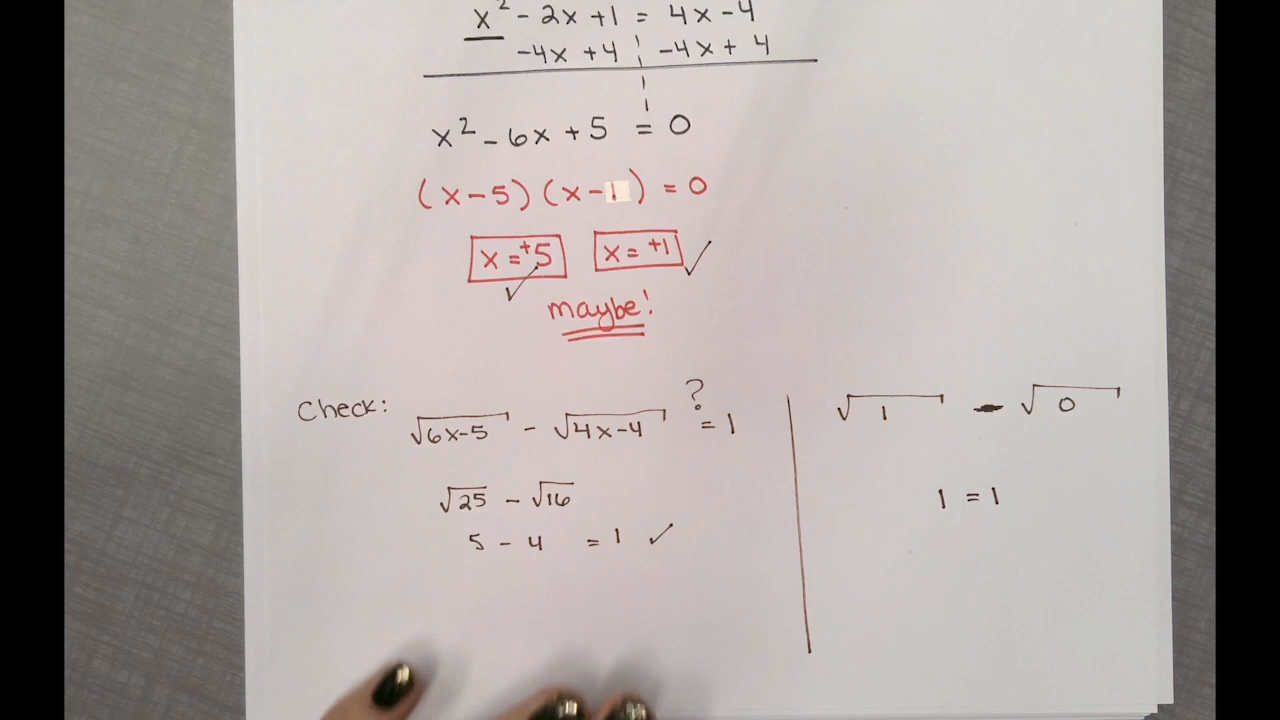 x² - 2x + 1 = 4x - 4
-4x + 4 -4x + 4
x² - 6x + 5 = 0
(x - 5) (x - 1) = 0
x = +5 x = +1 ✓
✓
maybe!
Check: √6x-5 - √4x-4 ?= 1
√25 - √16
5 - 4 = 1 ✓
√1 - √0
1 = 1